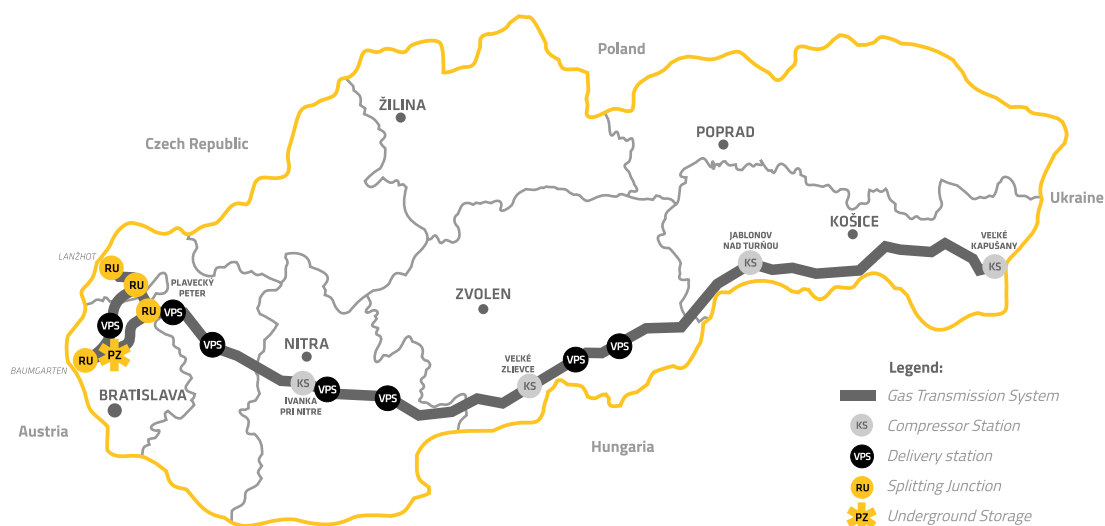 Poland
ŽILINA
Czech Republic
POPRAD
Ukraine
KOŠICE
JABLONOV
NAD TURŇOU
KS
VEĽKÉ
KAPUŠANY
KS
LANŽHOT
RU
RU
PLAVECKÝ
PETER
RU
VPS
VPS
VPS
ZVOLEN
NITRA
VPS
VPS
PZ
RU
BAUMGARTEN
VEĽKÉ
ZLIEVCE
KS
KS
IVANKA
PRI NITRE
VPS
VPS
BRATISLAVA
Austria
Hungary
Legend:
Gas Transmission System
KS
Compressor Station
VPS
Delivery station
RU
Splitting Junction
PZ
Underground Storage